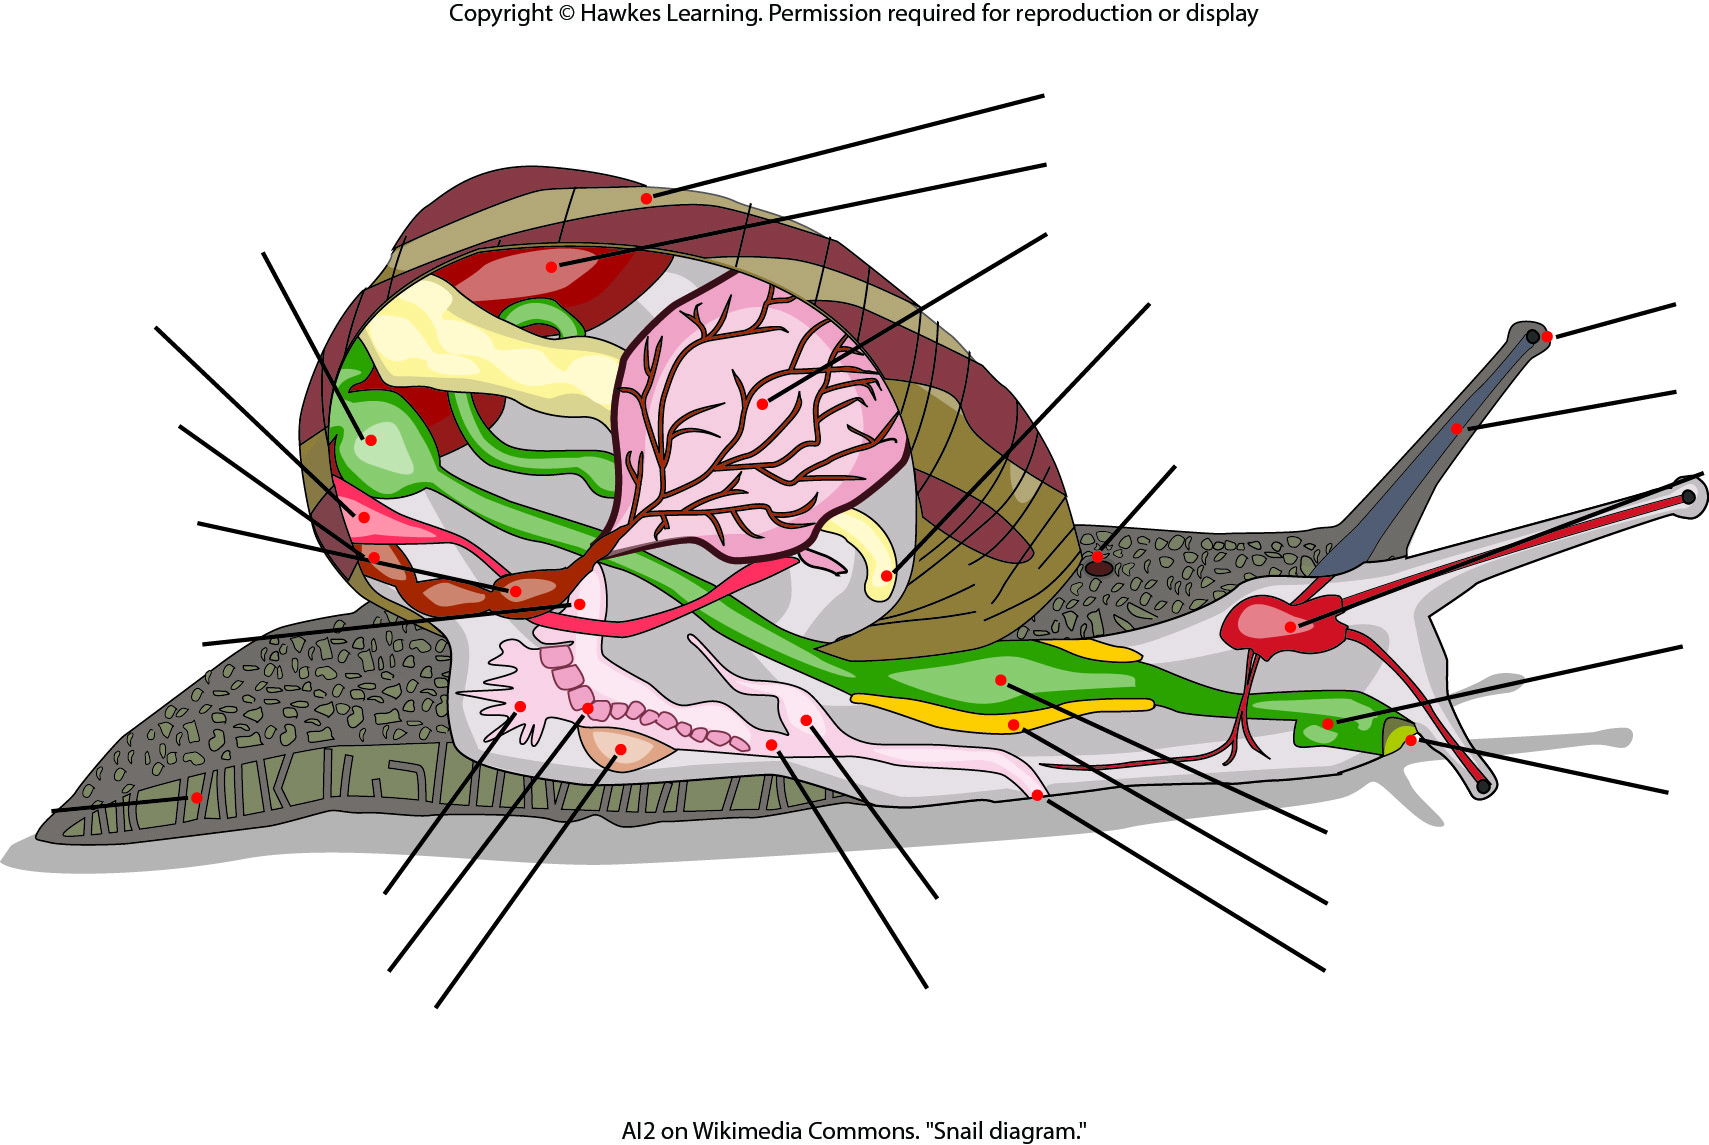 Copyright © Hawkes Learning. Permission required for reproduction or display
AI2 on Wikimedia Commons. "Snail diagram."